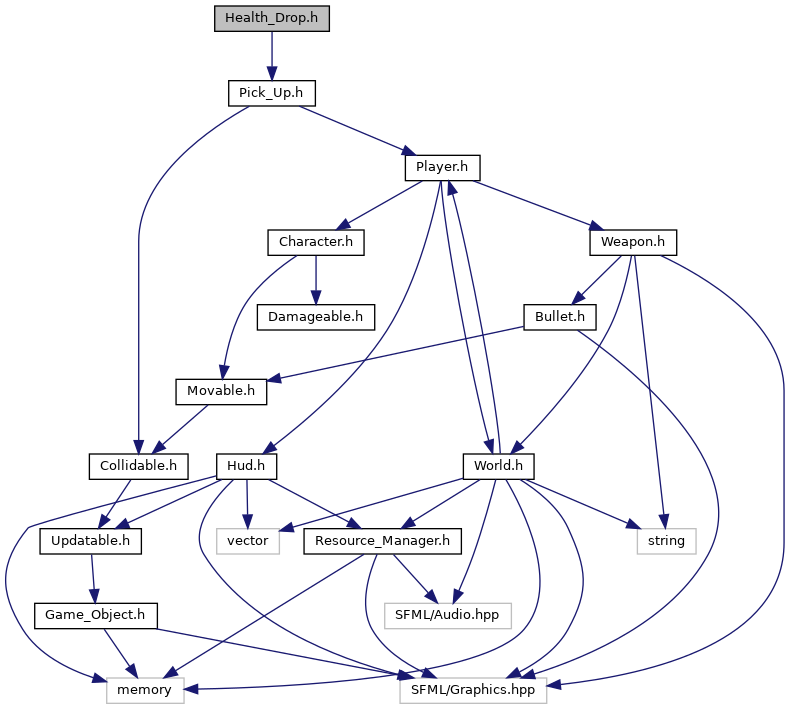 Health_Drop.h
Pick_Up.h
Player.h
Character.h
Weapon.h
Damageable.h
Bullet.h
Movable.h
Collidable.h
Hud.h
World.h
Updatable.h
vector
Resource_Manager.h
string
Game_Object.h
SFML/Audio.hpp
memory
SFML/Graphics.hpp